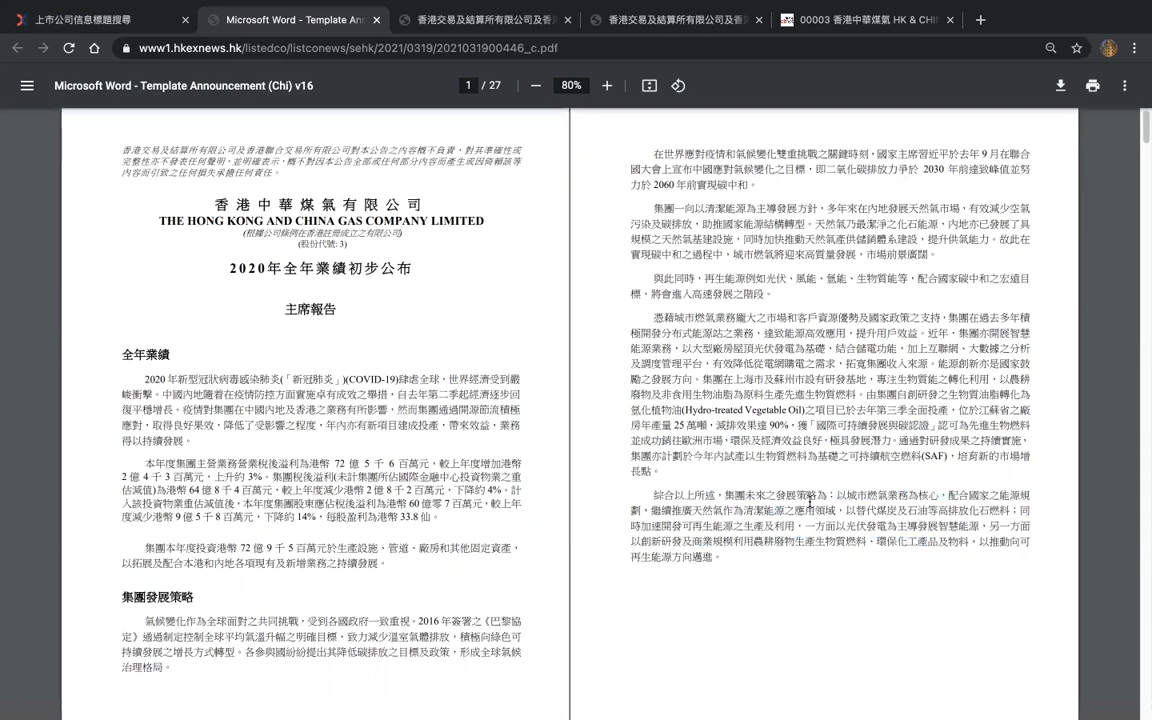 上市公司信息標題搜尋
Microsoft Word - Template An
香港交易及結算所有限公司及香
香港交易及結算所有限公司及香
00003 香港中華煤氣 HK & CHI
www1.hkexnews.hk/listedco/listconews/sehk/2021/0319/2021031900446_c.pdf
Microsoft Word - Template Announcement (Chi) v16
1 / 27
80%
香港交易及結算所有限公司及香港聯合交易所有限公司對本公告之內容概不負責，對其準確性或
完整性亦不發表任何聲明，並明確表示，概不對因本公告全部或任何部分內容而產生或因倚賴該等
內容而引致之任何損失承擔任何責任。
香港中華煤氣有限公司
THE HONG KONG AND CHINA GAS COMPANY LIMITED
(根據公司條例在香港註冊成立之有限公司)
(股份代號: 3)
2020年全年業績初步公布
主席報告
全年業績
2020 年新型冠狀病毒感染肺炎(「新冠肺炎」)(COVID-19)肆虐全球，世界經濟受到嚴
峻衝擊。中國內地隨着在疫情防控方面實施卓有成效之舉措，自去年第二季起經濟逐步回
復平穩增長。疫情對集團在中國內地及香港之業務有所影響，然而集團通過開源節流積極
應對，取得良好果效，降低了受影響之程度，年內亦有新項目建成投產，帶來效益，業務
得以持續發展。
本年度集團主營業務營業稅後溢利為港幣 72 億 5 千 6 百萬元，較上年度增加港幣
2 億 4 千 3 百萬元，上升約 3%。集團稅後溢利(未計集團所佔國際金融中心投資物業之重
估減值)為港幣 64 億 8 千 4 百萬元，較上年度減少港幣 2 億 8 千 2 百萬元，下降約 4%。計
入該投資物業重估減值後，本年度集團股東應佔稅後溢利為港幣 60 億零 7 百萬元，較上年
度減少港幣 9 億 5 千 8 百萬元，下降約 14%，每股盈利為港幣 33.8 仙。
集團本年度投資港幣 72 億 9 千 5 百萬元於生產設施、管道、廠房和其他固定資產，
以拓展及配合本港和內地各項現有及新增業務之持續發展。
集團發展策略
氣候變化作為全球面對之共同挑戰，受到各國政府一致重視。2016 年簽署之《巴黎協
定》通過制定控制全球平均氣溫升幅之明確目標，致力減少溫室氣體排放，積極向綠色可
持續發展之增長方式轉型。各參與國紛紛提出其降低碳排放之目標及政策，形成全球氣候
治理格局。
在世界應對疫情和氣候變化雙重挑戰之關鍵時刻，國家主席習近平於去年 9 月在聯合
國大會上宣布中國應對氣候變化之目標，即二氧化碳排放力爭於 2030 年前達致峰值並努
力於 2060 年前實現碳中和。
集團一向以清潔能源為主導發展方針，多年來在內地發展天然氣市場，有效減少空氣
污染及碳排放，助推國家能源結構轉型。天然氣乃最潔淨之化石能源，內地亦已發展了具
規模之天然氣基建設施，同時加快推動天然氣產供儲銷體系建設，提升供氣能力。故此在
實現碳中和之過程中，城市燃氣將迎來高質量發展，市場前景廣闊。
與此同時，再生能源例如光伏、風能、氫能、生物質能等，配合國家碳中和之宏遠目
標，將會進入高速發展之階段。
憑藉城市燃氣業務龐大之市場和客戶資源優勢及國家政策之支持，集團在過去多年積
極開發分布式能源站之業務，達致能源高效應用，提升用戶效益。近年，集團亦開展智慧
能源業務，以大型廠房屋頂光伏發電為基礎，結合儲電功能，加上互聯網、大數據之分析
及調度管理平台，有效降低從電網購電之需求，拓寬集團收入來源。能源創新亦是國家鼓
勵之發展方向。集團在上海市及蘇州市設有研發基地，專注生物質能之轉化利用，以農耕
廢物及非食用生物油脂為原料生產先進生物燃料。由集團自創研發之生物質油脂轉化為
氫化植物油(Hydro-treated Vegetable Oil)之項目已於去年第三季全面投產，位於江蘇省之廠
房年產量 25 萬噸，減排效果達 90%，獲「國際可持續發展與碳認證」認可為先進生物燃料
並成功銷往歐洲市場，環保及經濟效益良好，極具發展潛力。通過對研發成果之持續實施，
集團亦計劃於今年內試產以生物質燃料為基礎之可持續航空燃料(SAF)，培育新的市場增
長點。
綜合以上所述，集團未來之發展策略為：以城市燃氣業務為核心，配合國家之能源規
劃，繼續推廣天然氣作為清潔能源之應用領域，以替代煤炭及石油等高排放化石燃料；同
時加速開發可再生能源之生產及利用，一方面以光伏發電為主導發展智慧能源，另一方面
以創新研發及商業規模利用農耕廢物生產生物質燃料、環保化工產品及物料，以推動向可
再生能源方向邁進。